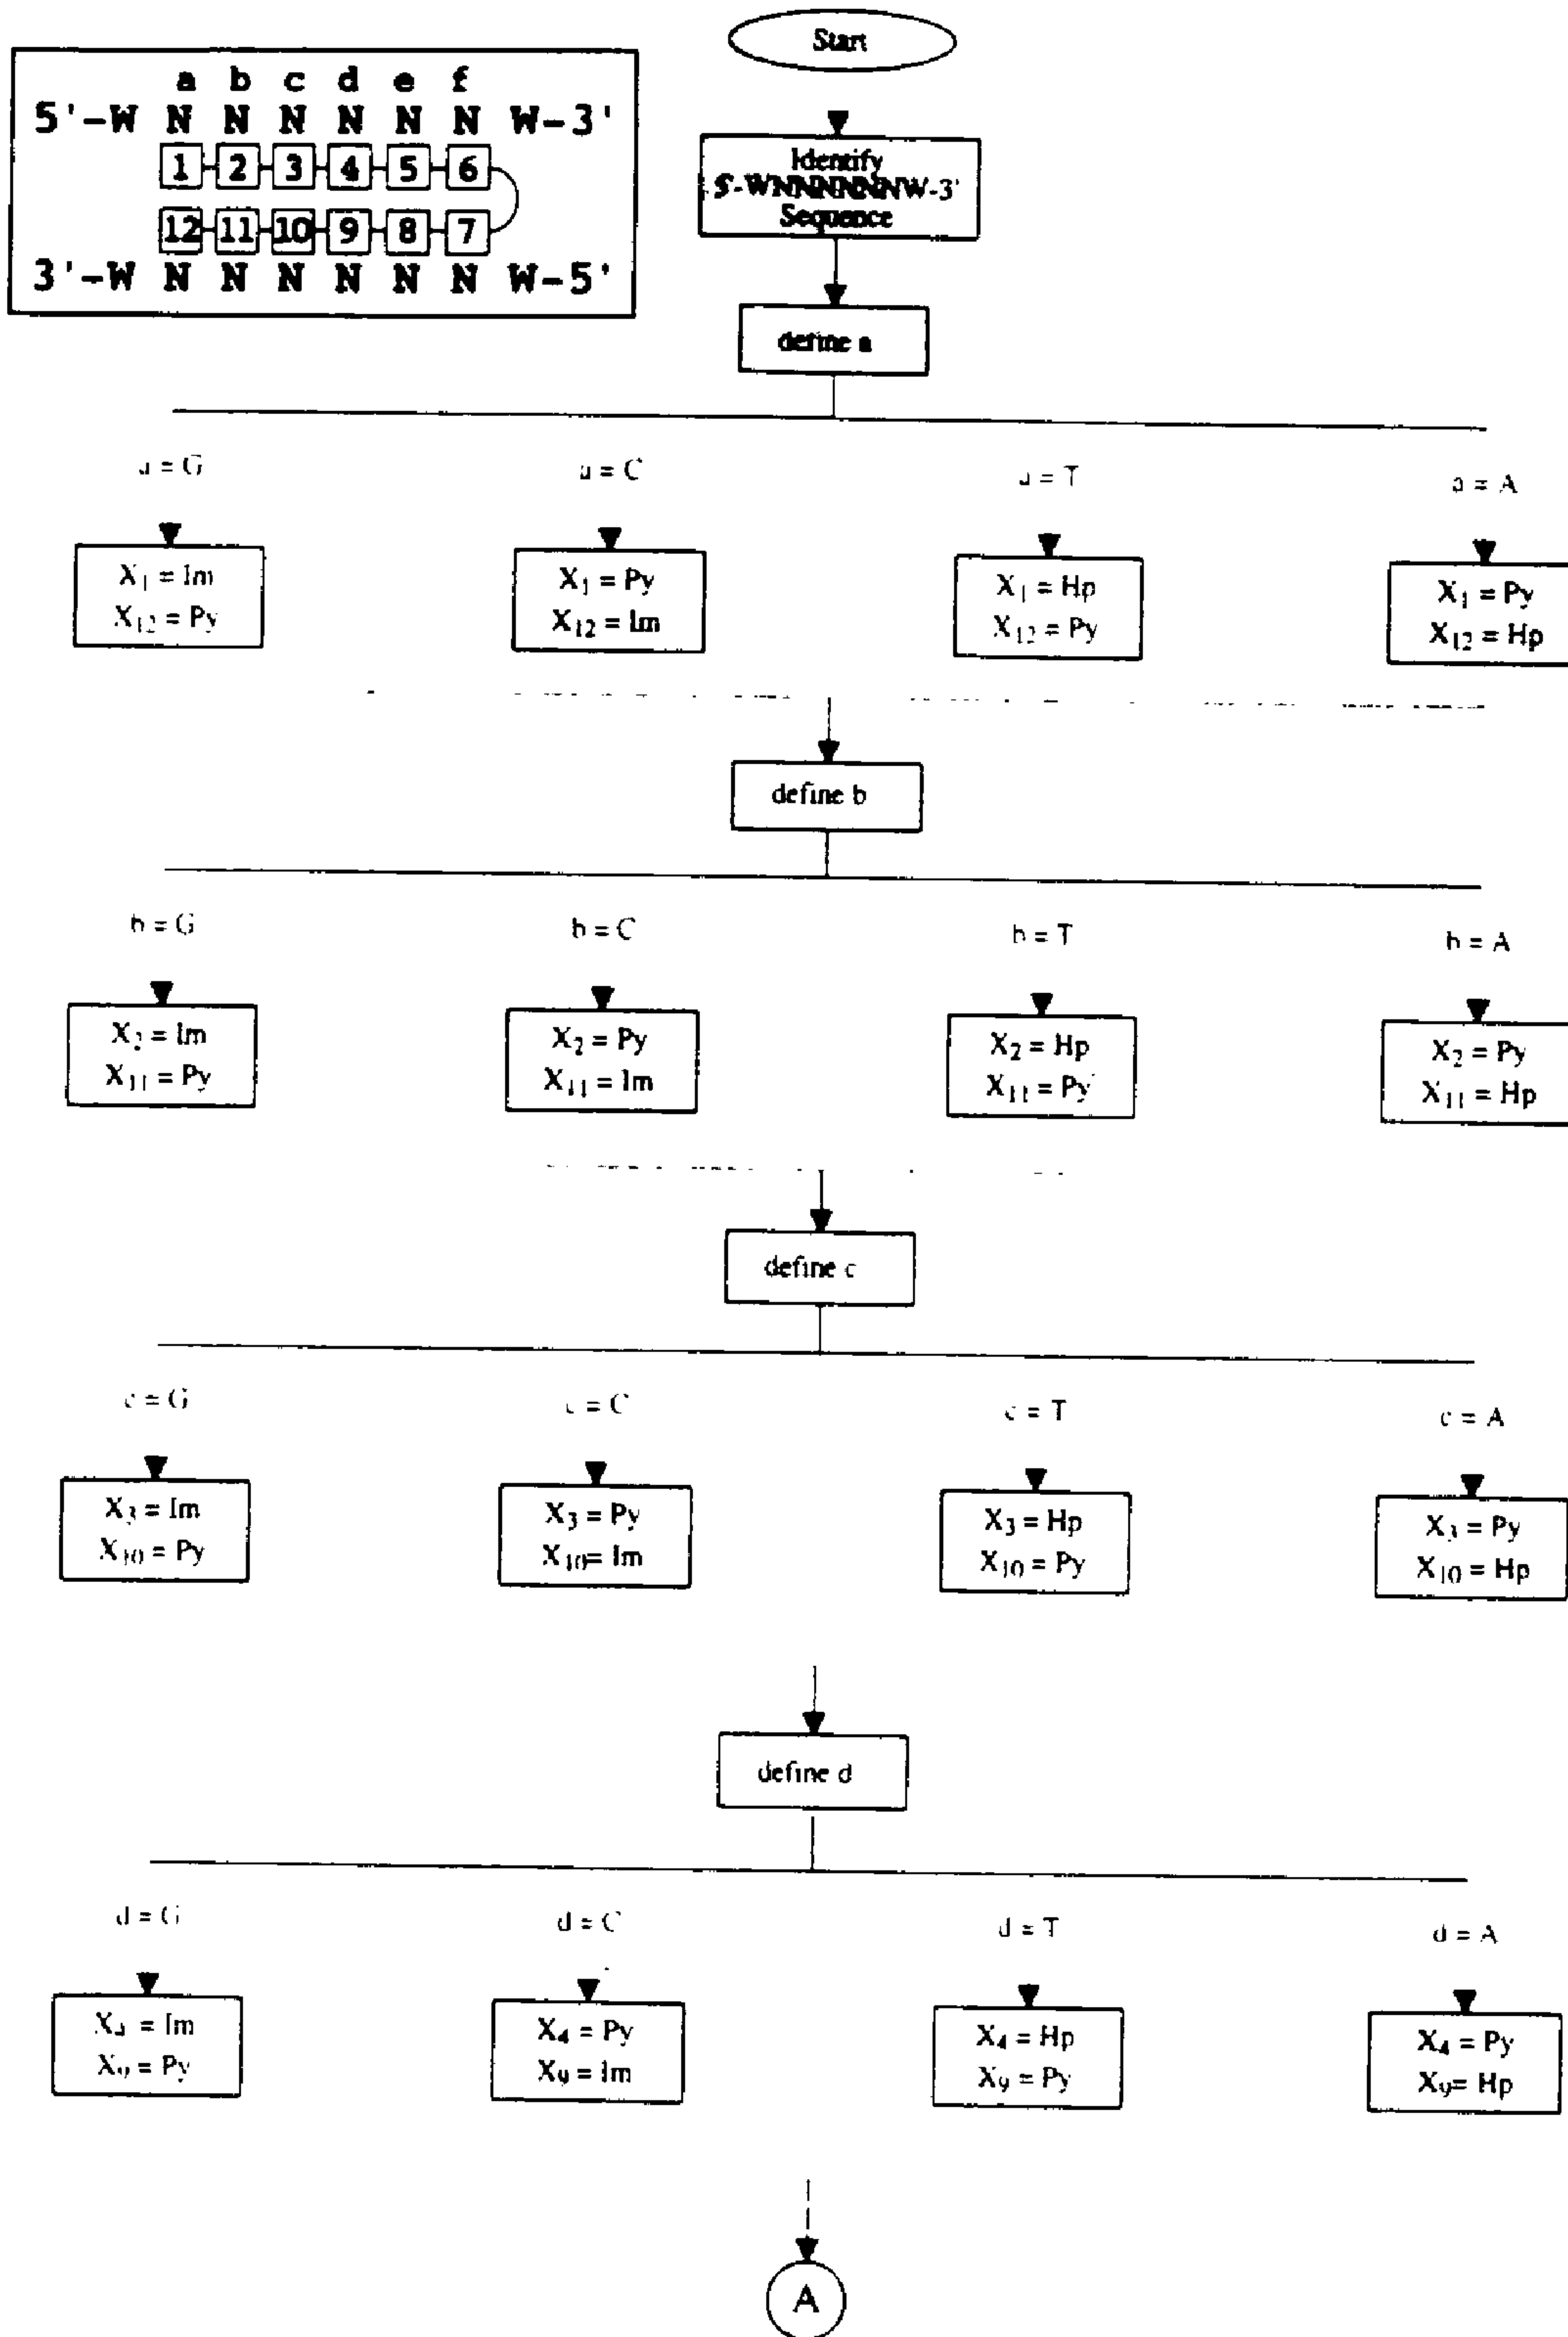 Start
a b c d e f
5'-W N N N N N N W-3'
1 2 3 4 5 6
12 11 10 9 8 7
3'-W N N N N N N W-5'
Identify
5'-WNNNNNNW-3'
Sequence
define a
a = G
a = C
a = T
a = A
X₁ = Im
X₁₂ = Py
X₁ = Py
X₁₂ = Im
X₁ = Hp
X₁₂ = Py
X₁ = Py
X₁₂ = Hp
define b
b = G
b = C
b = T
b = A
X₂ = Im
X₁₁ = Py
X₂ = Py
X₁₁ = Im
X₂ = Hp
X₁₁ = Py
X₂ = Py
X₁₁ = Hp
define c
c = G
c = C
c = T
c = A
X₃ = Im
X₁₀ = Py
X₃ = Py
X₁₀= Im
X₃ = Hp
X₁₀ = Py
X₃ = Py
X₁₀ = Hp
define d
d = G
d = C
d = T
d = A
X₄ = Im
X₉ = Py
X₄ = Py
X₉ = Im
X₄ = Hp
X₉ = Py
X₄ = Py
X₉= Hp
A